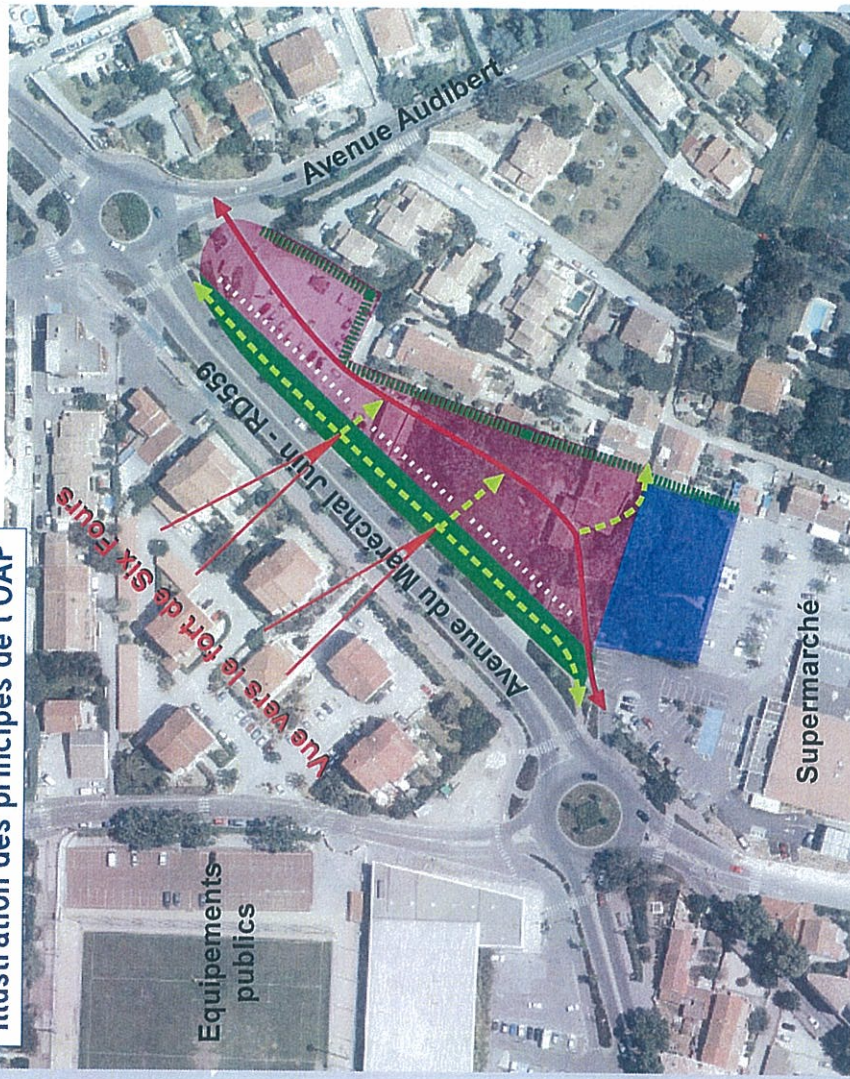 Illustration des principes de l'OAP
Avenue Audibert
Avenue du Maréchal Juin - RD559
Vue vers le fort de Six Fours
Equipements
publics
Supermarché